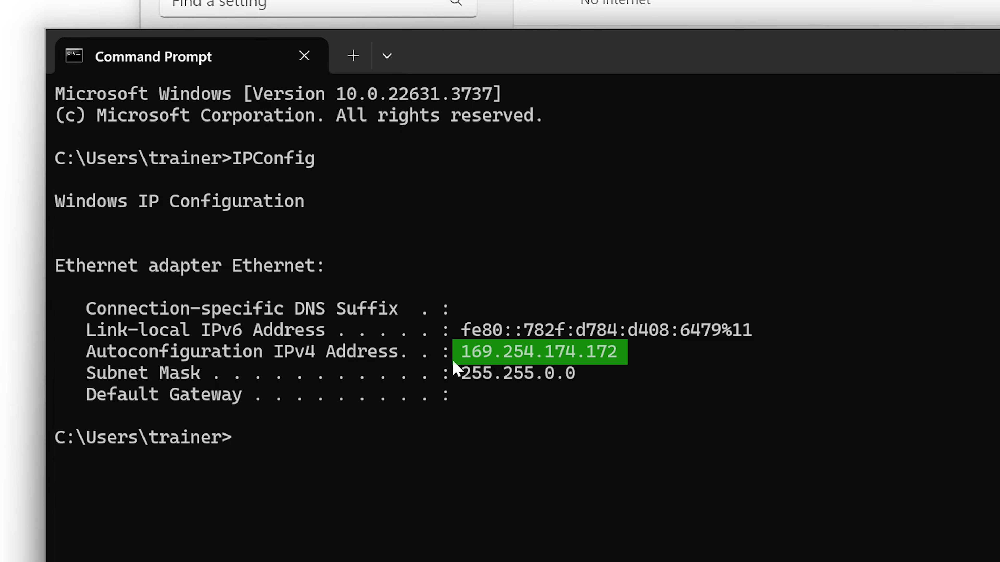 Find a setting
No internet
Command Prompt
Microsoft Windows [Version 10.0.22631.3737]
(c) Microsoft Corporation. All rights reserved.
C:\Users\trainer>IPConfig
Windows IP Configuration
Ethernet adapter Ethernet:
Connection-specific DNS Suffix  . :
Link-local IPv6 Address . . . . . : fe80::782f:d784:d408:6479%11
Autoconfiguration IPv4 Address. . : 169.254.174.172
Subnet Mask . . . . . . . . . . . : 255.255.0.0
Default Gateway . . . . . . . . . :
C:\Users\trainer>